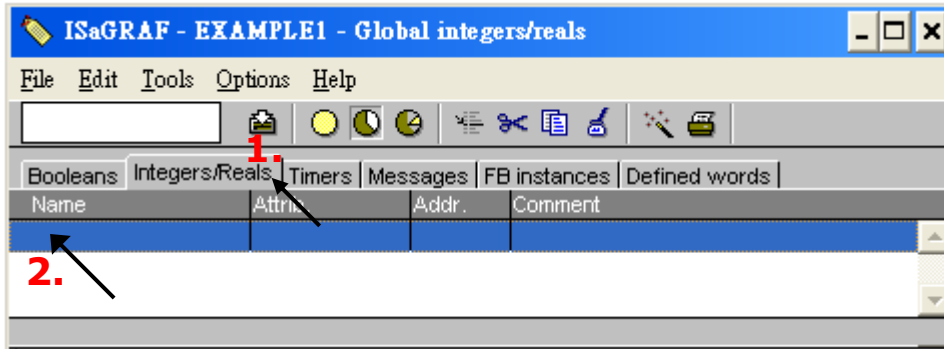 ISaGRAF - EXAMPLE1 - Global integers/reals
File Edit Tools Options Help
1.
Booleans Integers/Reals Timers Messages FB instances Defined words
Name Attrib. Addr. Comment
2.